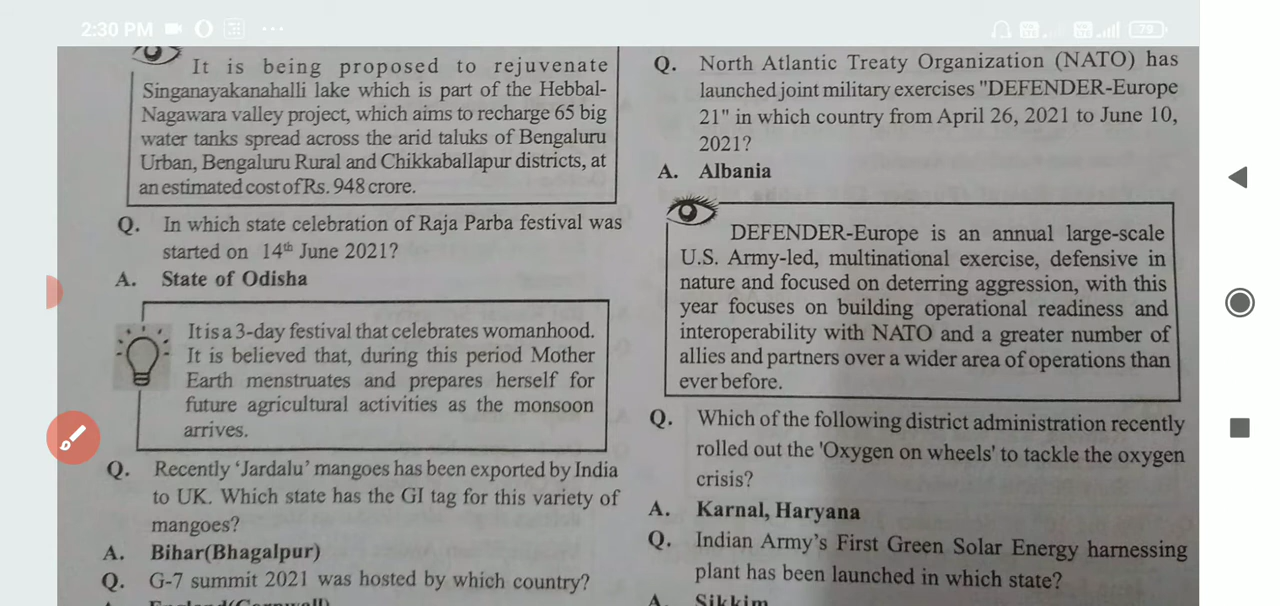 2:30 PM
79
It is being proposed to rejuvenate
Singanayakanahalli lake which is part of the Hebbal-
Nagawara valley project, which aims to recharge 65 big
water tanks spread across the arid taluks of Bengaluru
Urban, Bengaluru Rural and Chikkaballapur districts, at
an estimated cost of Rs. 948 crore.
Q. In which state celebration of Raja Parba festival was
started on 14th June 2021?
A. State of Odisha
It is a 3-day festival that celebrates womanhood.
It is believed that, during this period Mother
Earth menstruates and prepares herself for
future agricultural activities as the monsoon
arrives.
Q. Recently ‘Jardalu’ mangoes has been exported by India
to UK. Which state has the GI tag for this variety of
mangoes?
A. Bihar(Bhagalpur)
Q. G-7 summit 2021 was hosted by which country?
A. England(Cornwall)
Q. North Atlantic Treaty Organization (NATO) has
launched joint military exercises "DEFENDER-Europe
21" in which country from April 26, 2021 to June 10,
2021?
A. Albania
DEFENDER-Europe is an annual large-scale
U.S. Army-led, multinational exercise, defensive in
nature and focused on deterring aggression, with this
year focuses on building operational readiness and
interoperability with NATO and a greater number of
allies and partners over a wider area of operations than
ever before.
Q. Which of the following district administration recently
rolled out the 'Oxygen on wheels' to tackle the oxygen
crisis?
A. Karnal, Haryana
Q. Indian Army’s First Green Solar Energy harnessing
plant has been launched in which state?
A. Sikkim